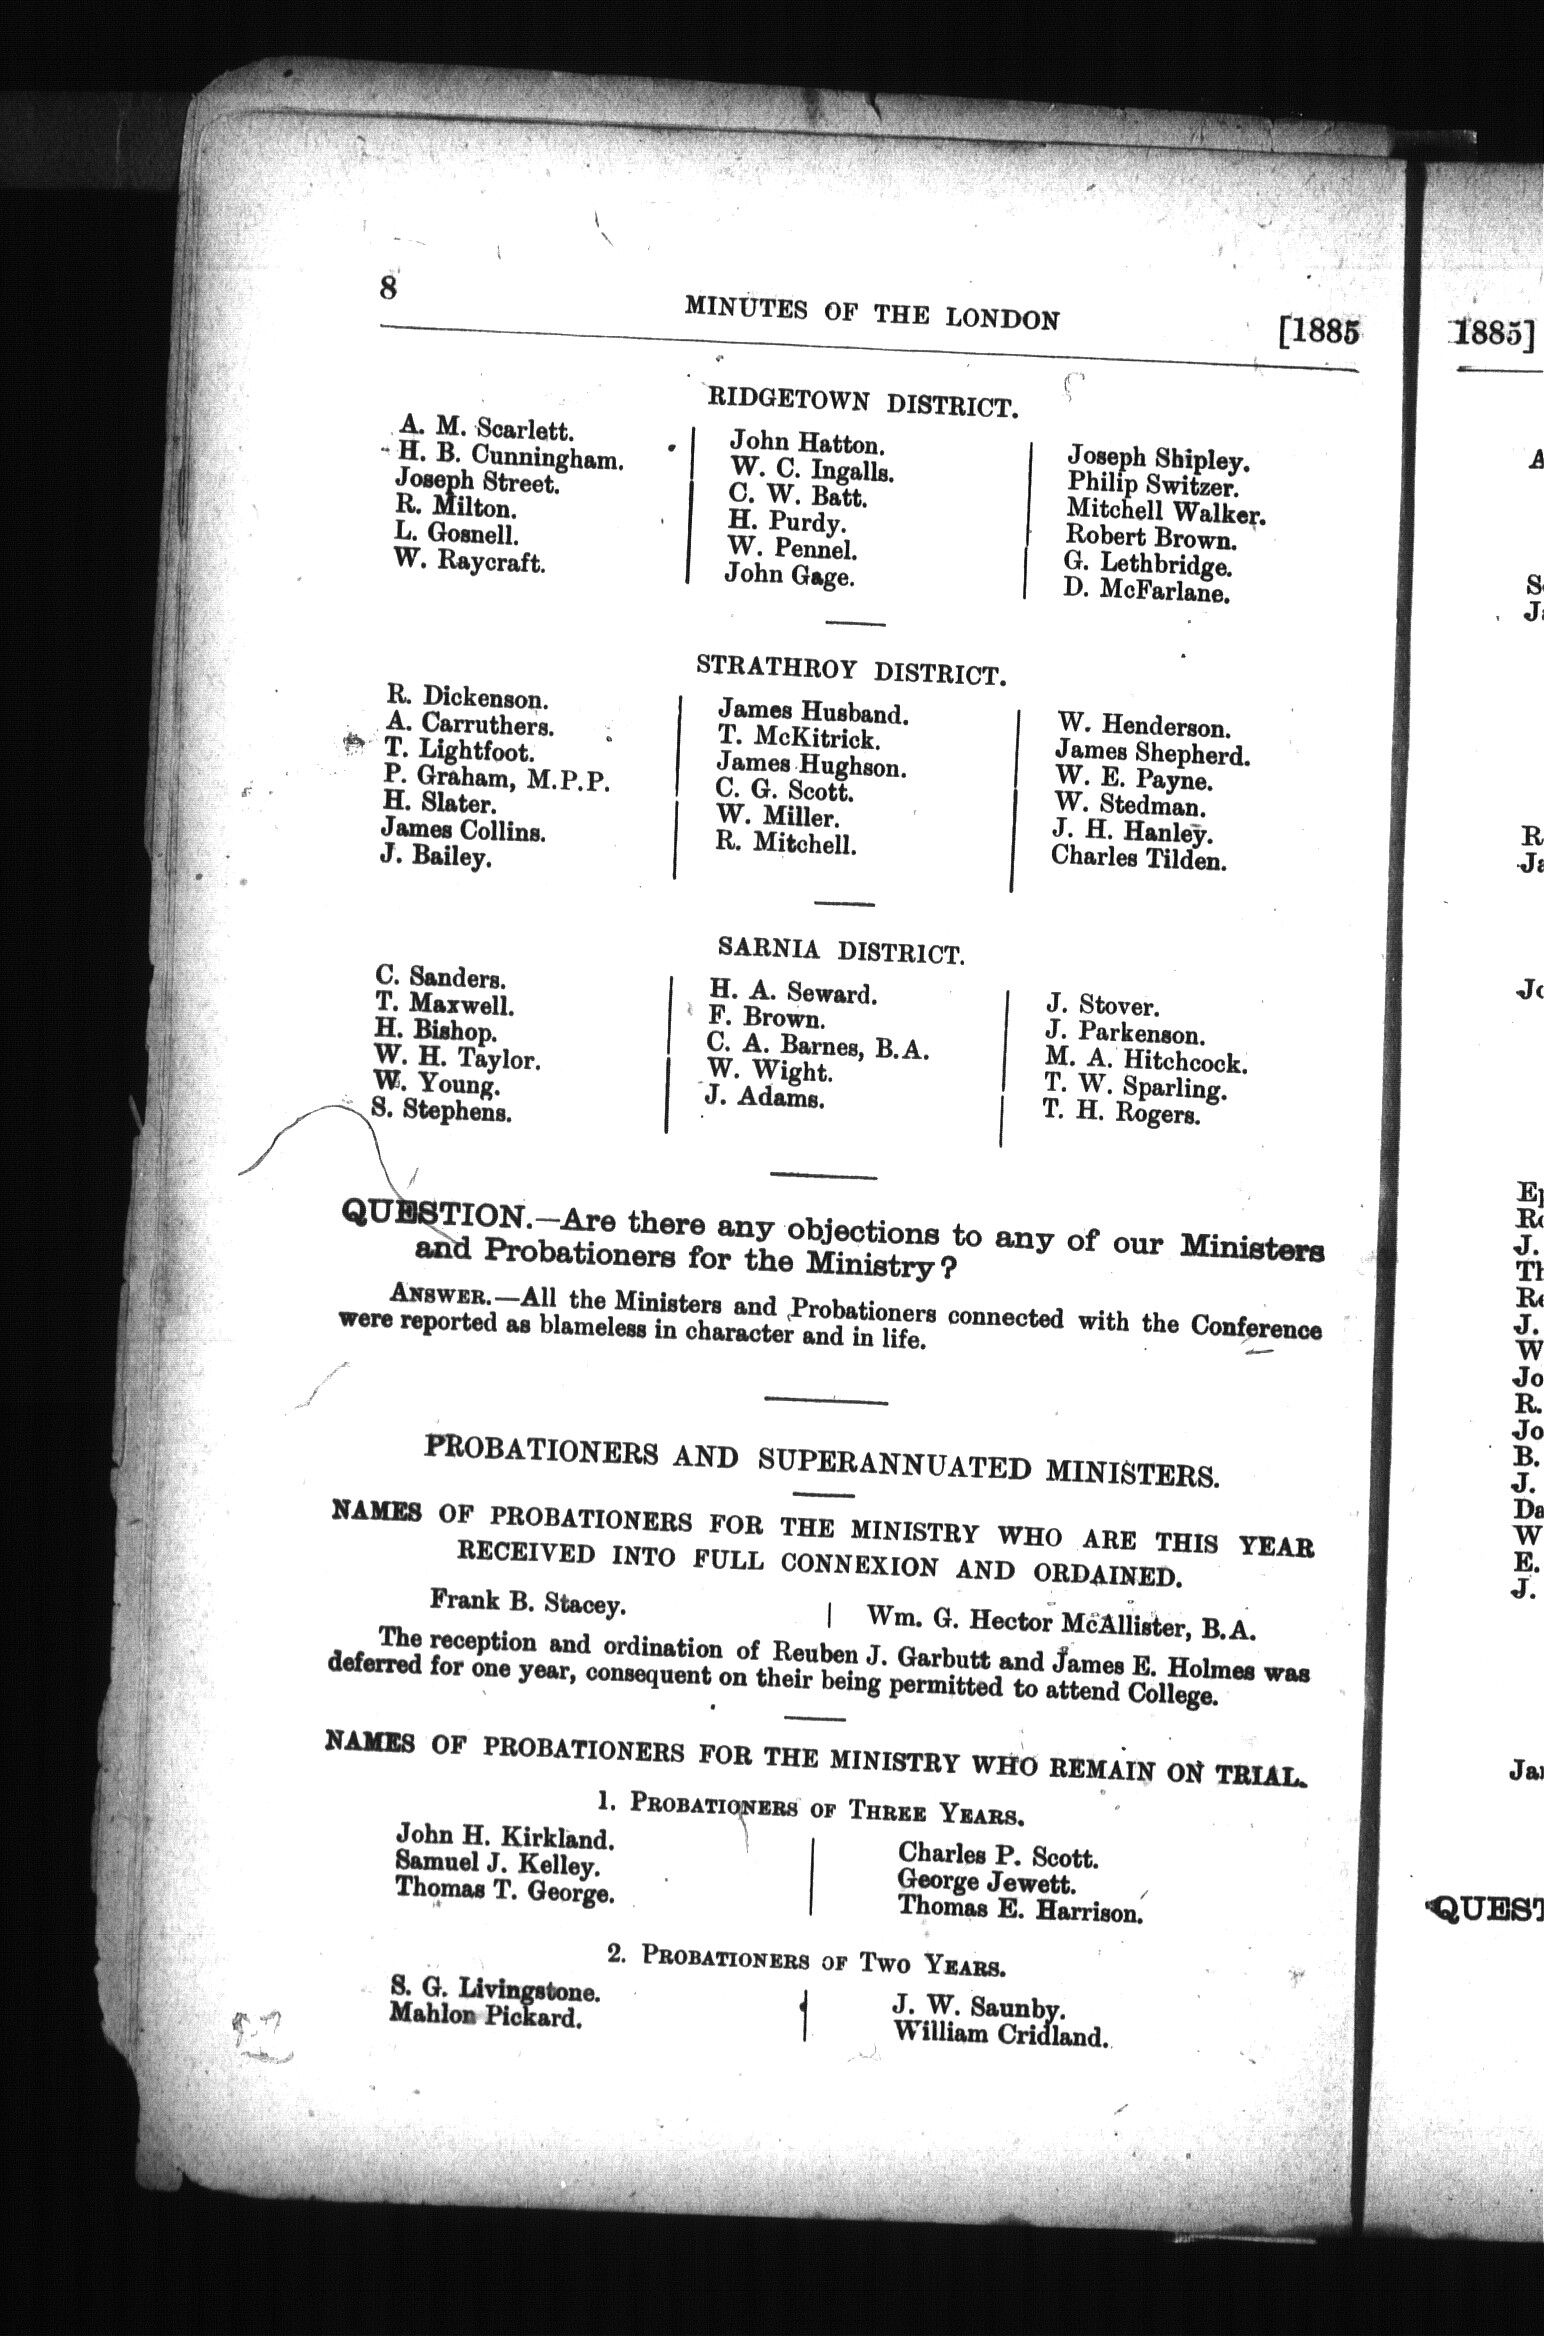 8 MINUTES OF THE LONDON [1885
RIDGETOWN DISTRICT.
A. M. Scarlett.
H. B. Cunningham.
Joseph Street.
R. Milton.
L. Gosnell.
W. Raycraft.
John Hatton.
W. C. Ingalls.
C. W. Batt.
H. Purdy.
W. Pennel.
John Gage.
Joseph Shipley.
Philip Switzer.
Mitchell Walker.
Robert Brown.
G. Lethbridge.
D. McFarlane.
STRATHROY DISTRICT.
R. Dickenson.
A. Carruthers.
T. Lightfoot.
P. Graham, M.P.P.
H. Slater.
James Collins.
J. Bailey.
James Husband.
T. McKitrick.
James Hughson.
C. G. Scott.
W. Miller.
R. Mitchell.
W. Henderson.
James Shepherd.
W. E. Payne.
W. Stedman.
J. H. Hanley.
Charles Tilden.
SARNIA DISTRICT.
C. Sanders.
T. Maxwell.
H. Bishop.
W. H. Taylor.
W. Young.
S. Stephens.
H. A. Seward.
F. Brown.
C. A. Barnes, B.A.
W. Wight.
J. Adams.
J. Stover.
J. Parkenson.
M. A. Hitchcock.
T. W. Sparling.
T. H. Rogers.
QUESTION.—Are there any objections to any of our Ministers
and Probationers for the Ministry?
ANSWER.—All the Ministers and Probationers connected with the Conference
were reported as blameless in character and in life.
PROBATIONERS AND SUPERANNUATED MINISTERS.
NAMES OF PROBATIONERS FOR THE MINISTRY WHO ARE THIS YEAR
RECEIVED INTO FULL CONNEXION AND ORDAINED.
Frank B. Stacey. | Wm. G. Hector McAllister, B.A.
The reception and ordination of Reuben J. Garbutt and James E. Holmes was
deferred for one year, consequent on their being permitted to attend College.
NAMES OF PROBATIONERS FOR THE MINISTRY WHO REMAIN ON TRIAL.
1. PROBATIONERS OF THREE YEARS.
John H. Kirkland.
Samuel J. Kelley.
Thomas T. George.
Charles P. Scott.
George Jewett.
Thomas E. Harrison.
2. PROBATIONERS OF TWO YEARS.
S. G. Livingstone.
Mahlon Pickard.
J. W. Saunby.
William Cridland.
1885]